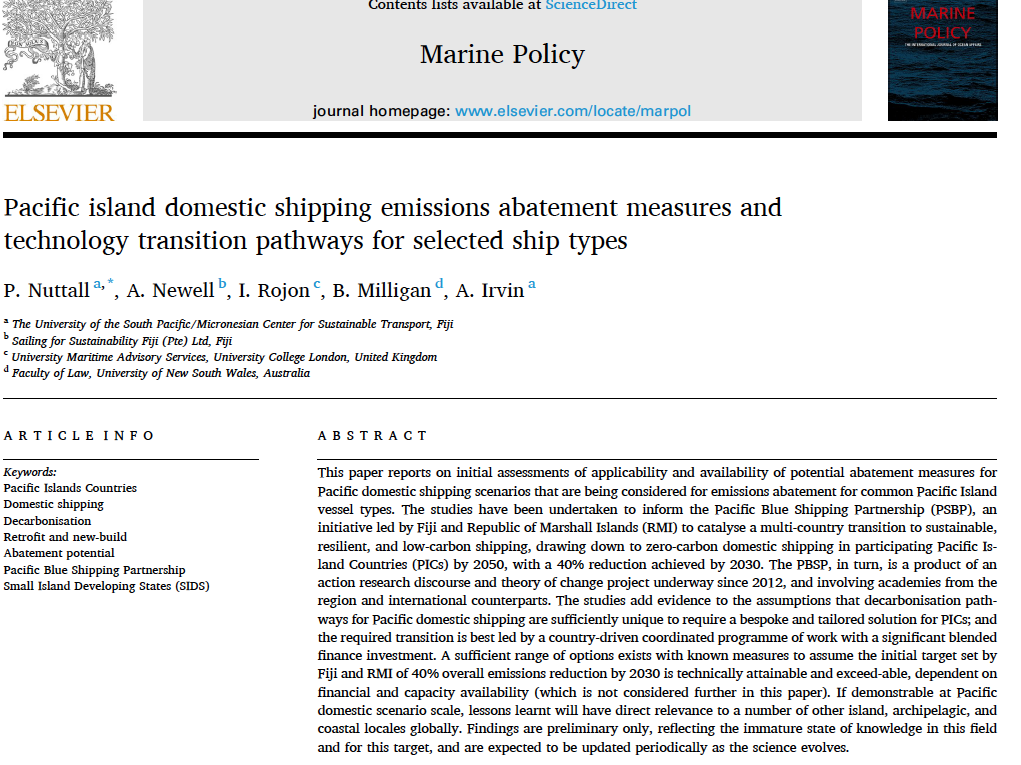 Contents lists available at ScienceDirect
Marine Policy
journal homepage: www.elsevier.com/locate/marpol
ELSEVIER
MARINE
POLICY
THE INTERNATIONAL JOURNAL OF OCEAN AFFAIRS
Pacific island domestic shipping emissions abatement measures and
technology transition pathways for selected ship types
P. Nuttall a,*, A. Newell b, I. Rojon c, B. Milligan d, A. Irvin a
a The University of the South Pacific/Micronesian Center for Sustainable Transport, Fiji
b Sailing for Sustainability Fiji (Pte) Ltd, Fiji
c University Maritime Advisory Services, University College London, United Kingdom
d Faculty of Law, University of New South Wales, Australia
ARTICLE INFO
Keywords:
Pacific Islands Countries
Domestic shipping
Decarbonisation
Retrofit and new-build
Abatement potential
Pacific Blue Shipping Partnership
Small Island Developing States (SIDS)
ABSTRACT
This paper reports on initial assessments of applicability and availability of potential abatement measures for
Pacific domestic shipping scenarios that are being considered for emissions abatement for common Pacific Island
vessel types. The studies have been undertaken to inform the Pacific Blue Shipping Partnership (PSBP), an
initiative led by Fiji and Republic of Marshall Islands (RMI) to catalyse a multi-country transition to sustainable,
resilient, and low-carbon shipping, drawing down to zero-carbon domestic shipping in participating Pacific Is-
land Countries (PICs) by 2050, with a 40% reduction achieved by 2030. The PBSP, in turn, is a product of an
action research discourse and theory of change project underway since 2012, and involving academies from the
region and international counterparts. The studies add evidence to the assumptions that decarbonisation path-
ways for Pacific domestic shipping are sufficiently unique to require a bespoke and tailored solution for PICs; and
the required transition is best led by a country-driven coordinated programme of work with a significant blended
finance investment. A sufficient range of options exists with known measures to assume the initial target set by
Fiji and RMI of 40% overall emissions reduction by 2030 is technically attainable and exceed-able, dependent on
financial and capacity availability (which is not considered further in this paper). If demonstrable at Pacific
domestic scenario scale, lessons learnt will have direct relevance to a number of other island, archipelagic, and
coastal locales globally. Findings are preliminary only, reflecting the immature state of knowledge in this field
and for this target, and are expected to be updated periodically as the science evolves.